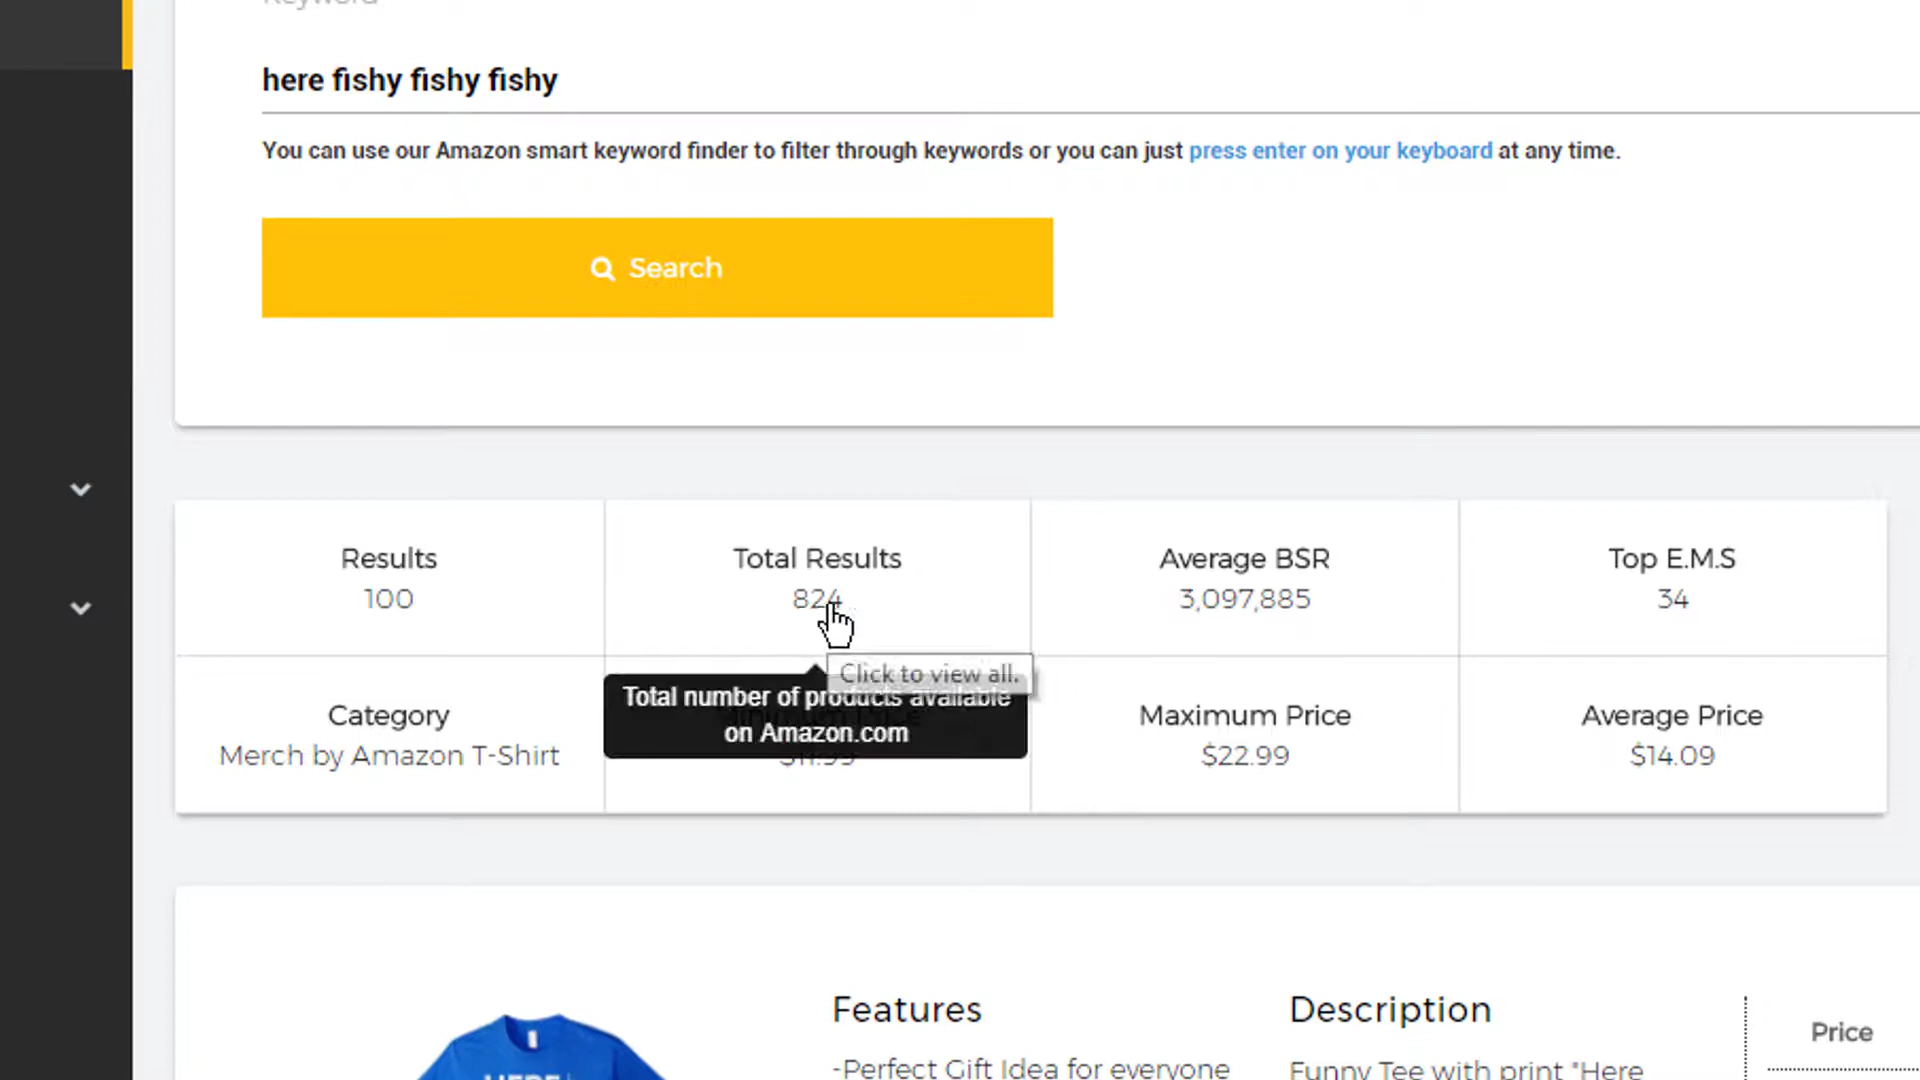 Keyword
here fishy fishy fishy
You can use our Amazon smart keyword finder to filter through keywords or you can just press enter on your keyboard at any time.
Search
Results
100
Total Results
824
Average BSR
3,097,885
Top E.M.S
34
Click to view all.
Total number of products available
on Amazon.com
Category
Merch by Amazon T-Shirt
Maximum Price
$22.99
Average Price
$14.09
Features
-Perfect Gift Idea for everyone
Description
Funny Tee with print "Here
Price
HERE